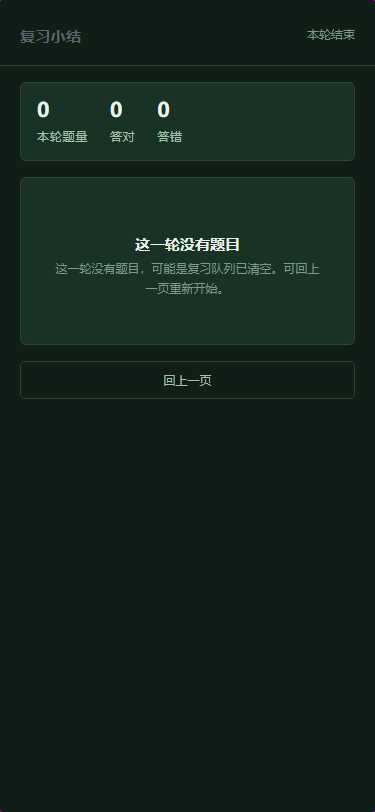 复习小结
本轮结束
0 0 0
本轮题量 答对 答错
这一轮没有题目
这一轮没有题目，可能是复习队列已清空。可回上
一页重新开始。
回上一页